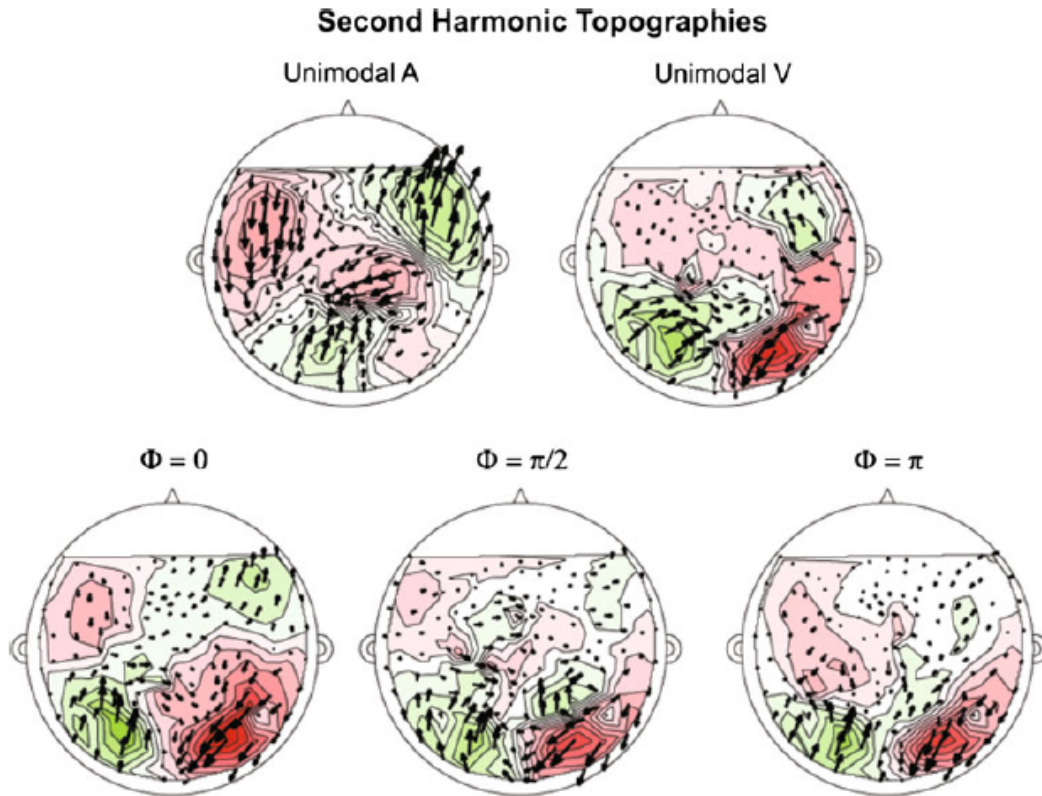 Second Harmonic Topographies
Unimodal A
Unimodal V
Φ = 0
Φ = π/2
Φ = π